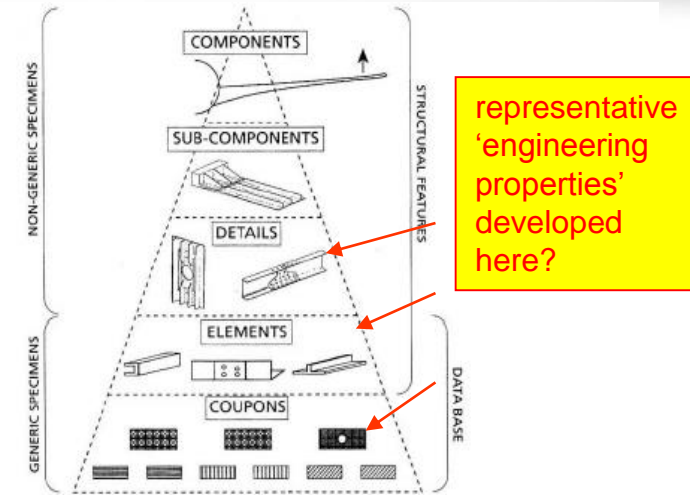 COMPONENTS
SUB-COMPONENTS
DETAILS
ELEMENTS
COUPONS
NON-GENERIC SPECIMENS
GENERIC SPECIMENS
STRUCTURAL FEATURES
DATA BASE
representative
‘engineering
properties’
developed
here?